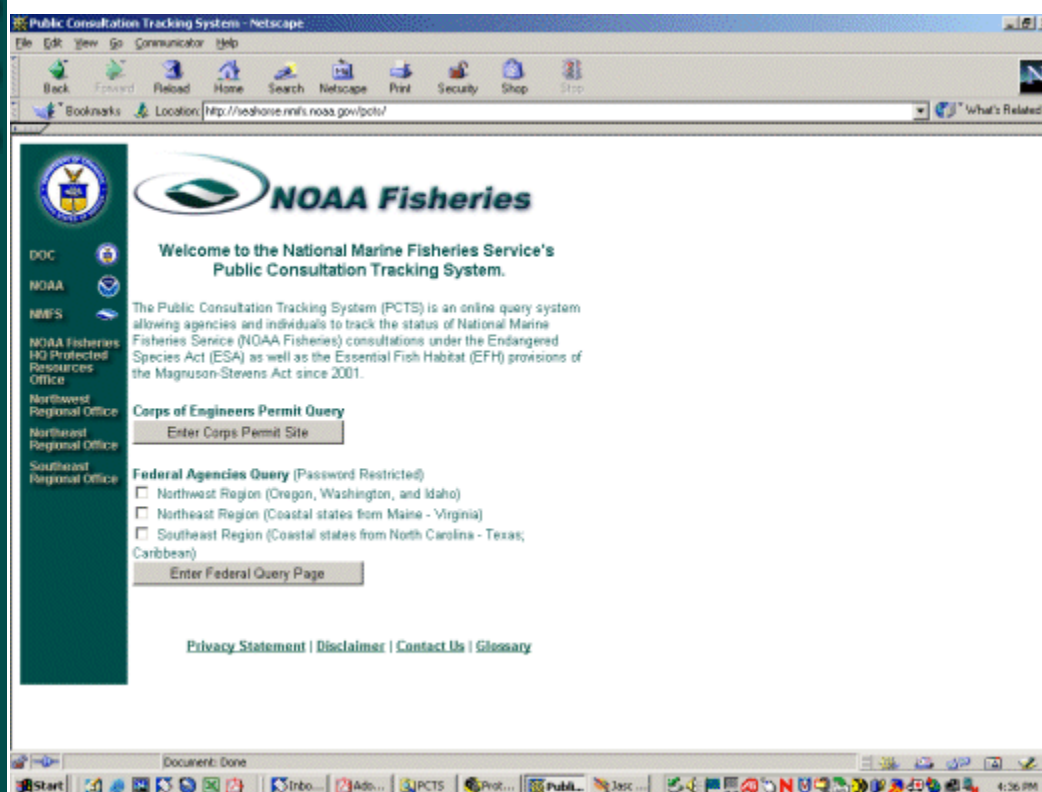 Public Consultation Tracking System - Netscape
File Edit View Go Communicator Help
Back Forward Reload Home Search Netscape Print Security Shop Stop
Bookmarks Location: http://seahorse.nmfs.noaa.gov/pcts/ What's Related
NOAA Fisheries
DOC
NOAA
NMFS
NOAA Fisheries
HQ Protected
Resources
Office
Northwest
Regional Office
Northeast
Regional Office
Southeast
Regional Office
Welcome to the National Marine Fisheries Service's
Public Consultation Tracking System.
The Public Consultation Tracking System (PCTS) is an online query system
allowing agencies and individuals to track the status of National Marine
Fisheries Service (NOAA Fisheries) consultations under the Endangered
Species Act (ESA) as well as the Essential Fish Habitat (EFH) provisions of
the Magnuson-Stevens Act since 2001.
Corps of Engineers Permit Query
Enter Corps Permit Site
Federal Agencies Query (Password Restricted)
Northwest Region (Oregon, Washington, and Idaho)
Northeast Region (Coastal states from Maine - Virginia)
Southeast Region (Coastal states from North Carolina - Texas;
Caribbean)
Enter Federal Query Page
Privacy Statement | Disclaimer | Contact Us | Glossary
Document: Done
Start Inbo... Ado... PCTS Prot... Publi... Jasc ... 4:36 PM